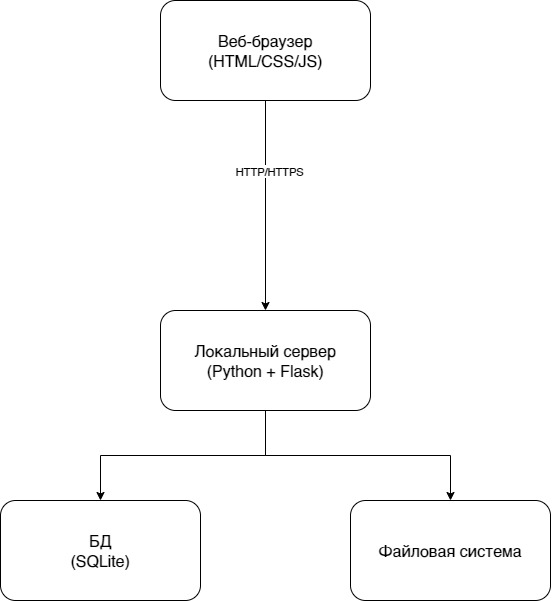 Веб-браузер
(HTML/CSS/JS)
HTTP/HTTPS
Локальный сервер
(Python + Flask)
БД
(SQLite)
Файловая система